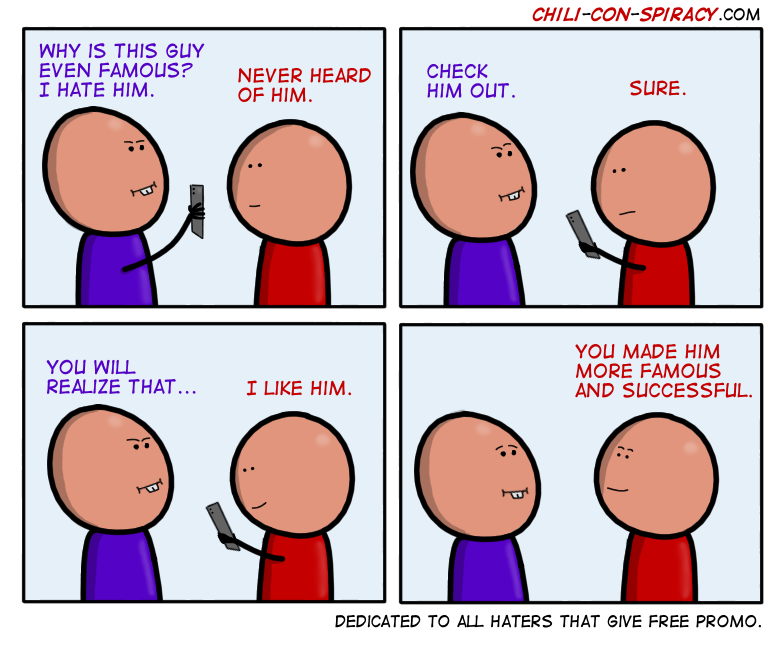 CHILI-CON-SPIRACY.COM
WHY IS THIS GUY
EVEN FAMOUS?
I HATE HIM.
NEVER HEARD
OF HIM.
CHECK
HIM OUT.
SURE.
YOU WILL
REALIZE THAT...
I LIKE HIM.
YOU MADE HIM
MORE FAMOUS
AND SUCCESSFUL.
DEDICATED TO ALL HATERS THAT GIVE FREE PROMO.